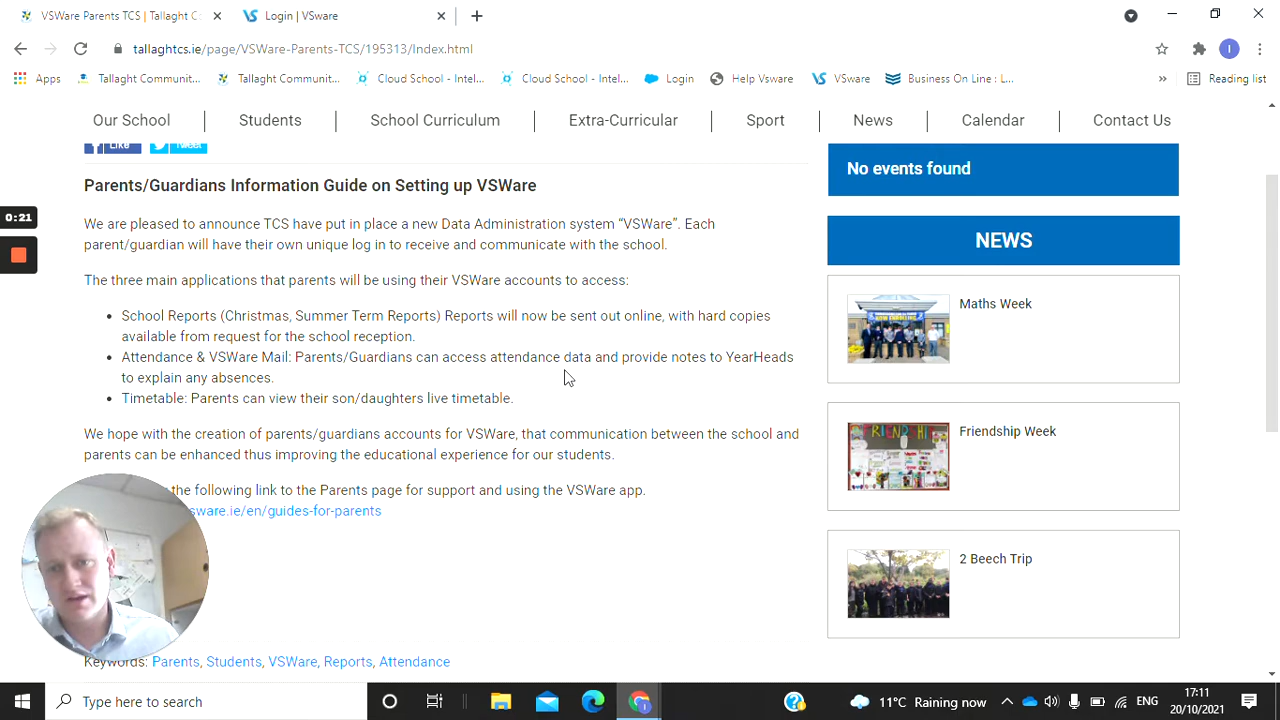 VSWare Parents TCS | Tallaght C
Login | VSware
tallaghtcs.ie/page/VSWare-Parents-TCS/195313/Index.html
Apps
Tallaght Communit...
Tallaght Communit...
Cloud School - Intel...
Cloud School - Intel...
Login
Help Vsware
VSware
Business On Line : L...
»
Reading list
Our School
Students
School Curriculum
Extra-Curricular
Sport
News
Calendar
Contact Us
Like
Tweet
No events found
Parents/Guardians Information Guide on Setting up VSWare
0:21
We are pleased to announce TCS have put in place a new Data Administration system “VSWare”. Each
parent/guardian will have their own unique log in to receive and communicate with the school.
The three main applications that parents will be using their VSWare accounts to access:
• School Reports (Christmas, Summer Term Reports) Reports will now be sent out online, with hard copies
available from request for the school reception.
• Attendance & VSWare Mail: Parents/Guardians can access attendance data and provide notes to YearHeads
to explain any absences.
• Timetable: Parents can view their son/daughters live timetable.
We hope with the creation of parents/guardians accounts for VSWare, that communication between the school and
parents can be enhanced thus improving the educational experience for our students.
the following link to the Parents page for support and using the VSWare app.
sware.ie/en/guides-for-parents
Keywords: Parents, Students, VSWare, Reports, Attendance
NEWS
Maths Week
Friendship Week
2 Beech Trip
Type here to search
11°C Raining now
ENG
17:11
20/10/2021